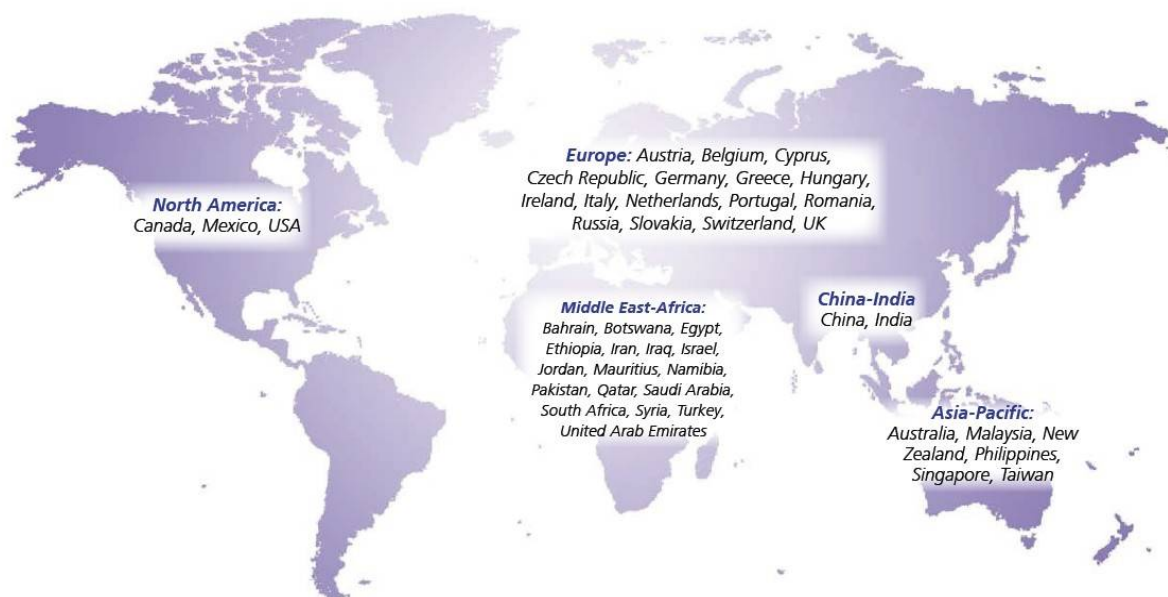 North America:
Canada, Mexico, USA
Europe: Austria, Belgium, Cyprus,
Czech Republic, Germany, Greece, Hungary,
Ireland, Italy, Netherlands, Portugal, Romania,
Russia, Slovakia, Switzerland, UK
Middle East-Africa:
Bahrain, Botswana, Egypt,
Ethiopia, Iran, Iraq, Israel,
Jordan, Mauritius, Namibia,
Pakistan, Qatar, Saudi Arabia,
South Africa, Syria, Turkey,
United Arab Emirates
China-India
China, India
Asia-Pacific:
Australia, Malaysia, New
Zealand, Philippines,
Singapore, Taiwan